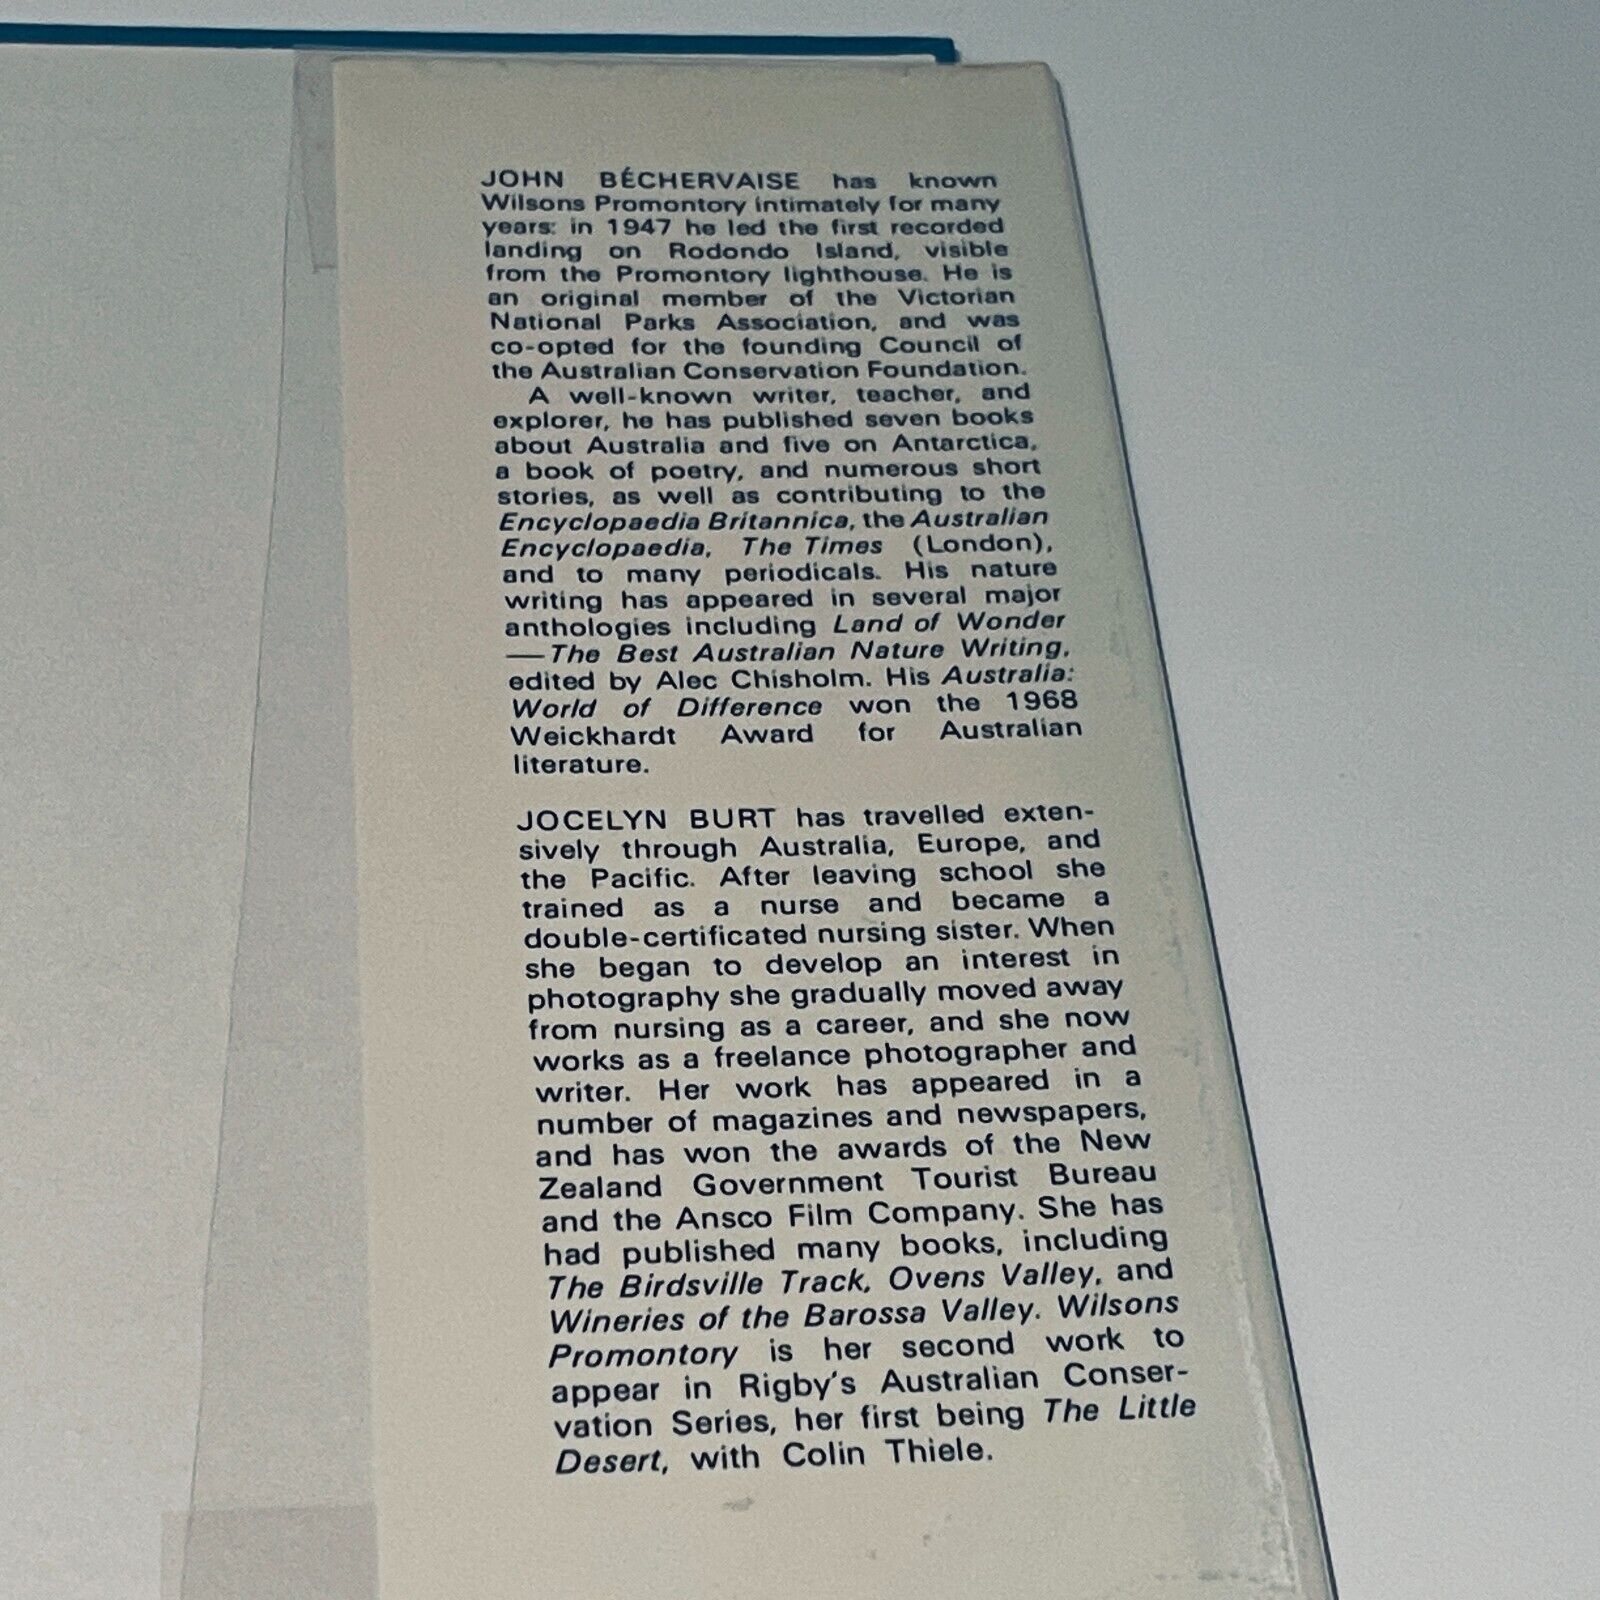 JOHN BÉCHERVAISE has known
Wilsons Promontory intimately for many
years: in 1947 he led the first recorded
landing on Rodondo Island, visible
from the Promontory lighthouse. He is
an original member of the Victorian
National Parks Association, and was
co-opted for the founding Council of
the Australian Conservation Foundation.
A well-known writer, teacher, and
explorer, he has published seven books
about Australia and five on Antarctica,
a book of poetry, and numerous short
stories, as well as contributing to the
Encyclopaedia Britannica, the Australian
Encyclopaedia, The Times (London),
and to many periodicals. His nature
writing has appeared in several major
anthologies including Land of Wonder
—The Best Australian Nature Writing,
edited by Alec Chisholm. His Australia:
World of Difference won the 1968
Weickhardt Award for Australian
literature.
JOCELYN BURT has travelled exten-
sively through Australia, Europe, and
the Pacific. After leaving school she
trained as a nurse and became a
double-certificated nursing sister. When
she began to develop an interest in
photography she gradually moved away
from nursing as a career, and she now
works as a freelance photographer and
writer. Her work has appeared in a
number of magazines and newspapers,
and has won the awards of the New
Zealand Government Tourist Bureau
and the Ansco Film Company. She has
had published many books, including
The Birdsville Track, Ovens Valley, and
Wineries of the Barossa Valley. Wilsons
Promontory is her second work to
appear in Rigby's Australian Conser-
vation Series, her first being The Little
Desert, with Colin Thiele.